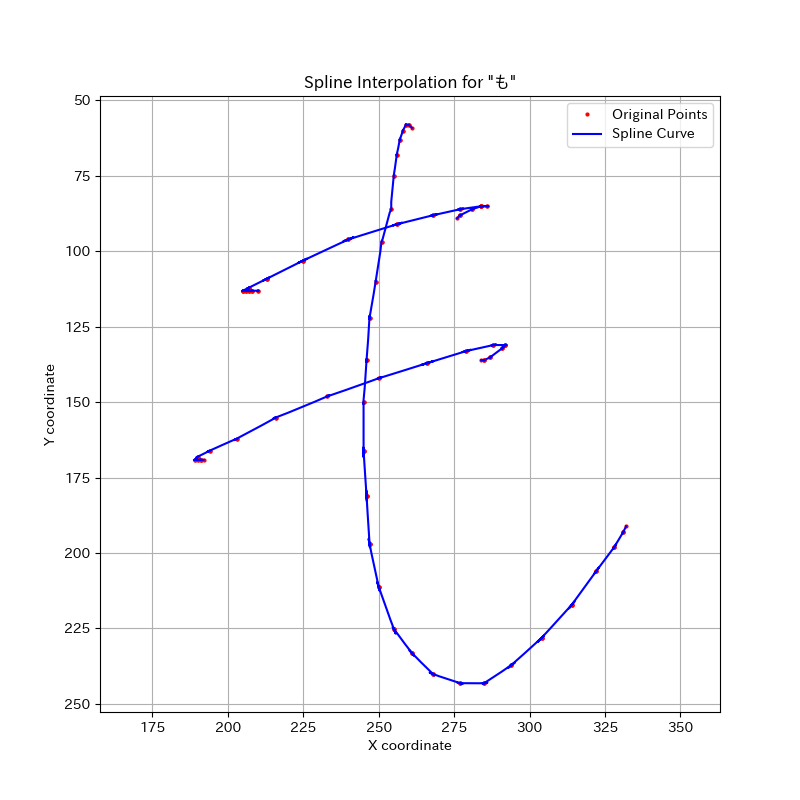 Spline Interpolation for "も"
Original Points
Spline Curve
50
75
100
125
150
175
200
225
250
Y coordinate
175
200
225
250
275
300
325
350
X coordinate
も